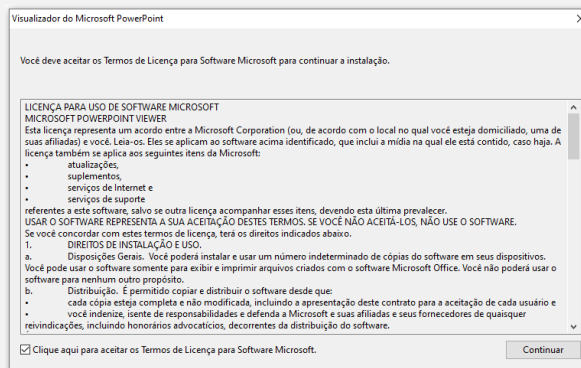 Visualizador do Microsoft PowerPoint
Você deve aceitar os Termos de Licença para Software Microsoft para continuar a instalação.
LICENÇA PARA USO DE SOFTWARE MICROSOFT
MICROSOFT POWERPOINT VIEWER
Esta licença representa um acordo entre a Microsoft Corporation (ou, de acordo com o local no qual você esteja domiciliado, uma de
suas afiliadas) e você. Leia-os. Eles se aplicam ao software acima identificado, que inclui a mídia na qual ele está contido, caso haja. A
licença também se aplica aos seguintes itens da Microsoft:
• atualizações,
• suplementos,
• serviços de Internet e
• serviços de suporte
referentes a este software, salvo se outra licença acompanhar esses itens, devendo esta última prevalecer.
USAR O SOFTWARE REPRESENTA A SUA ACEITAÇÃO DESTES TERMOS. SE VOCÊ NÃO ACEITÁ-LOS, NÃO USE O SOFTWARE.
Se você concordar com estes termos de licença, terá os direitos indicados abaixo.
1. DIREITOS DE INSTALAÇÃO E USO.
a. Disposições Gerais. Você poderá instalar e usar um número indeterminado de cópias do software em seus dispositivos.
Você pode usar o software somente para exibir e imprimir arquivos criados com o software Microsoft Office. Você não poderá usar o
software para nenhum outro propósito.
b. Distribuição. É permitido copiar e distribuir o software desde que:
• cada cópia esteja completa e não modificada, incluindo a apresentação deste contrato para a aceitação de cada usuário e
• você indenize, isente de responsabilidades e defenda a Microsoft e suas afiliadas e seus fornecedores de quaisquer
reivindicações, incluindo honorários advocatícios, decorrentes da distribuição do software.
Clique aqui para aceitar os Termos de Licença para Software Microsoft.
Continuar